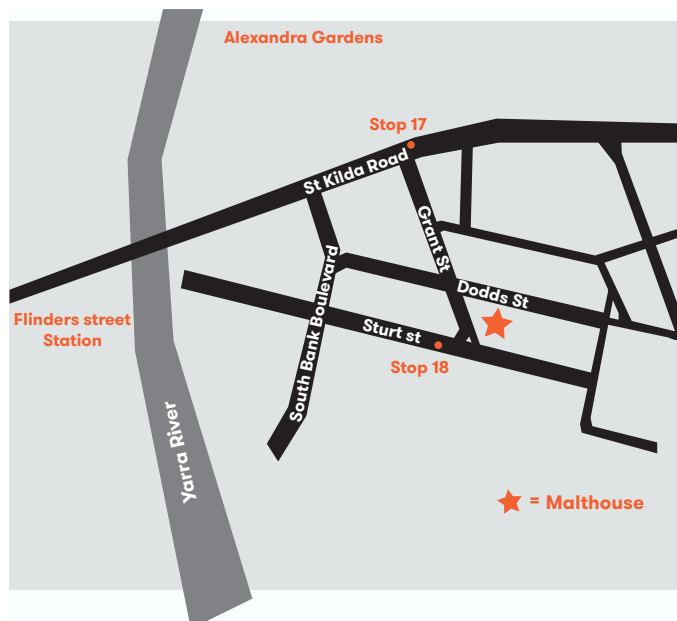 Alexandra Gardens
Stop 17
St Kilda Road
Grant St
South Bank Boulevard
Dodds St
Flinders street
Station
Sturt st
Stop 18
Yarra River
= Malthouse